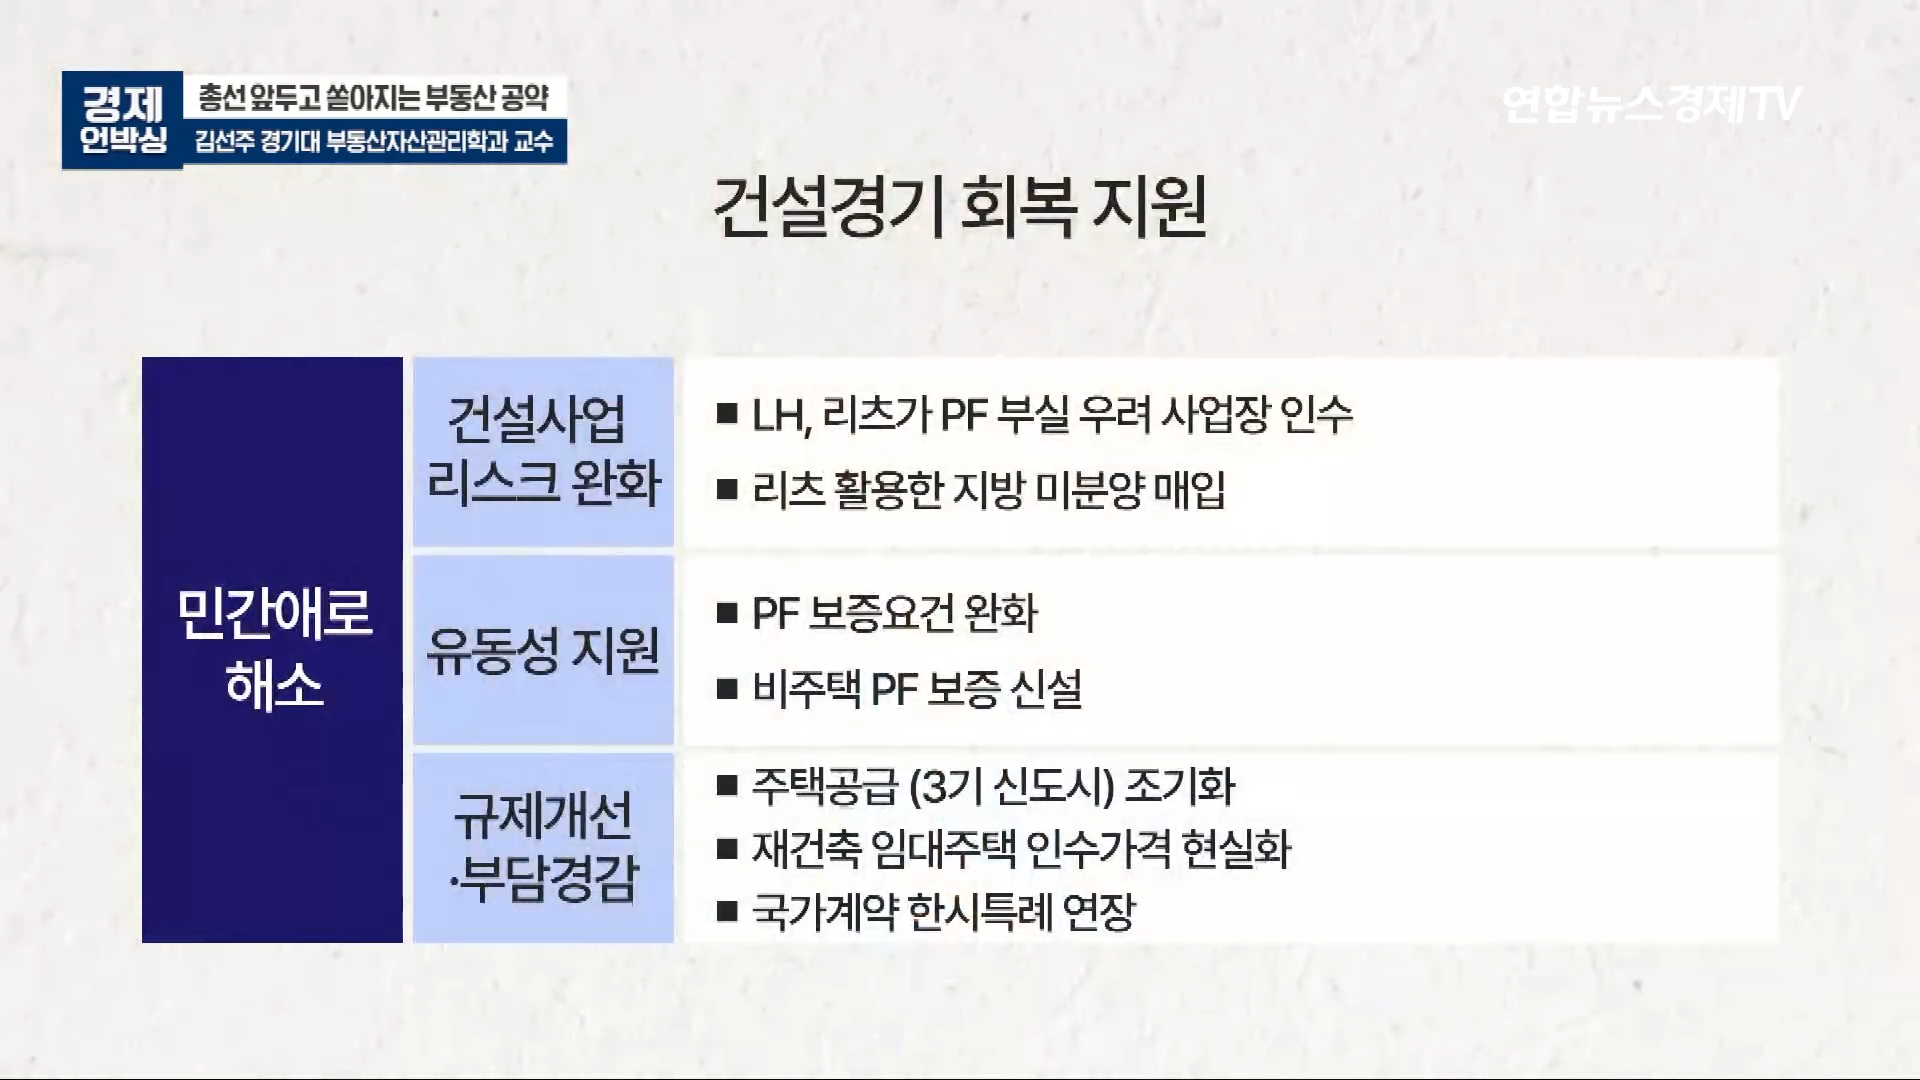 경제
언박싱
총선 앞두고 쏟아지는 부동산 공약
김선주 경기대 부동산자산관리학과 교수
연합뉴스경제TV
건설경기 회복 지원
민간애로
해소
건설사업
리스크 완화
■ LH, 리츠가 PF 부실 우려 사업장 인수
■ 리츠 활용한 지방 미분양 매입
유동성 지원
■ PF 보증요건 완화
■ 비주택 PF 보증 신설
규제개선
·부담경감
■ 주택공급 (3기 신도시) 조기화
■ 재건축 임대주택 인수가격 현실화
■ 국가계약 한시특례 연장